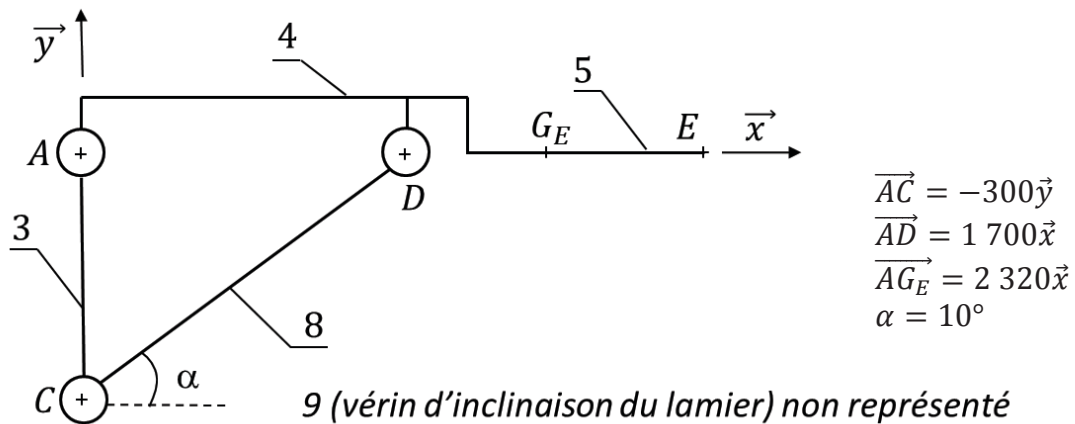 y⃗
4
5
A
D
G_E
E
x⃗
3
8
C
α
AC⃗ = −300y⃗
AD⃗ = 1 700x⃗
AG_E⃗ = 2 320x⃗
α = 10°
9 (vérin d’inclinaison du lamier) non représenté